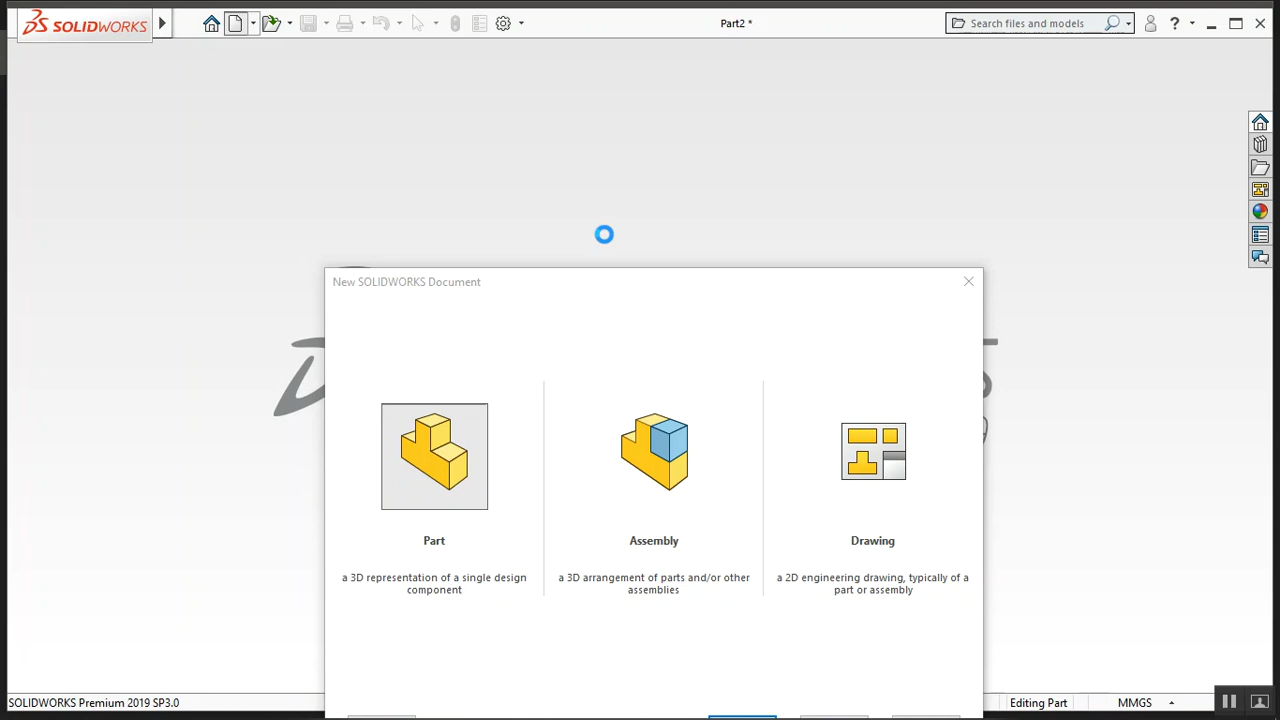 SOLIDWORKS
Part2 *
Search files and models
?
New SOLIDWORKS Document
Part
Assembly
Drawing
a 3D representation of a single design
component
a 3D arrangement of parts and/or other
assemblies
a 2D engineering drawing, typically of a
part or assembly
SOLIDWORKS Premium 2019 SP3.0
Editing Part
MMGS